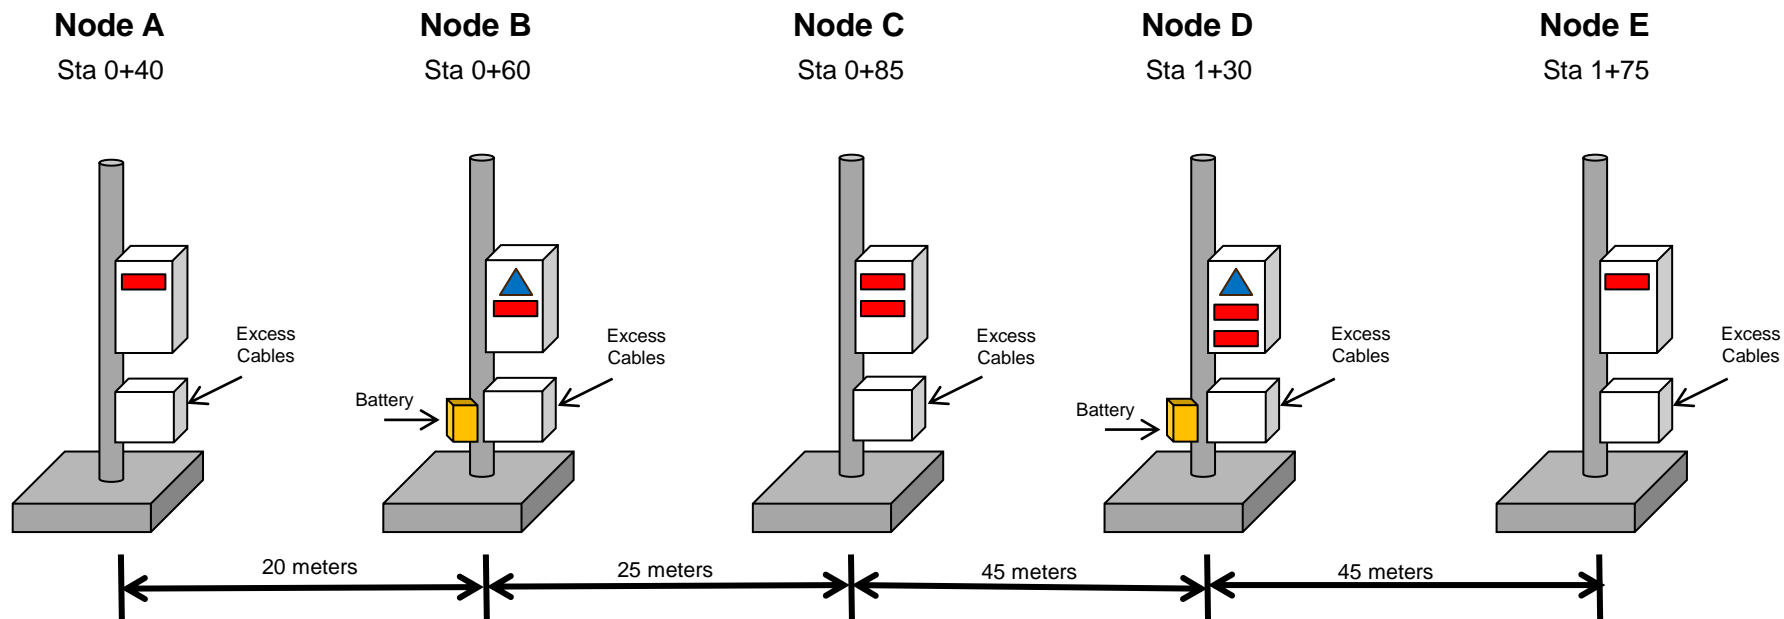 Node A
Node B
Node C
Node D
Node E
Sta 0+40
Sta 0+60
Sta 0+85
Sta 1+30
Sta 1+75
Excess
Cables
Excess
Cables
Excess
Cables
Excess
Cables
Excess
Cables
Battery
Battery
20 meters
25 meters
45 meters
45 meters